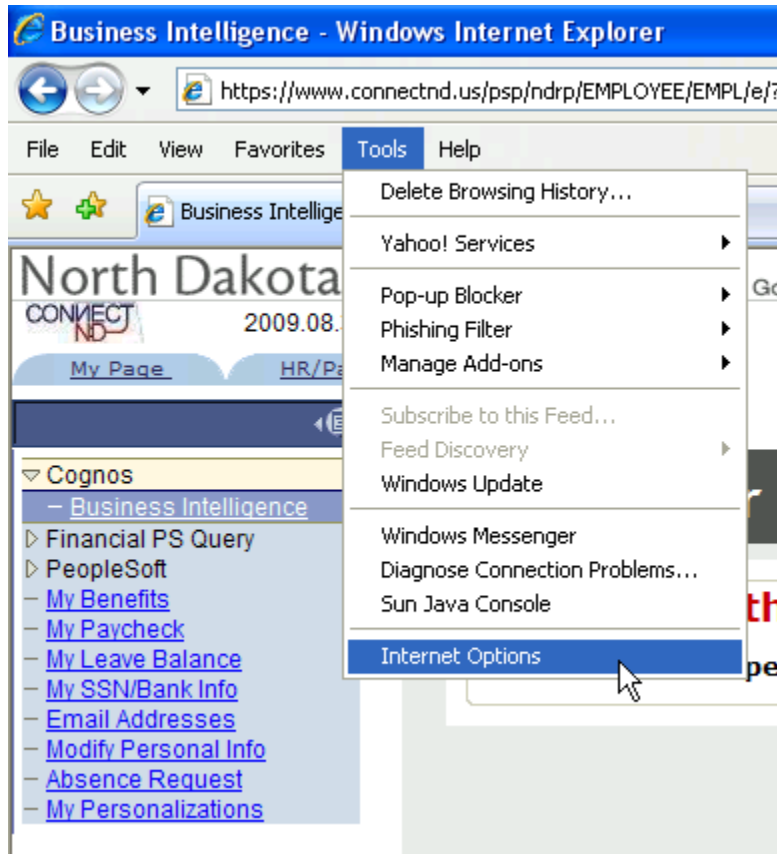 Business Intelligence - Windows Internet Explorer
https://www.connectnd.us/psp/ndrp/EMPLOYEE/EMPL/e/?
File Edit View Favorites Tools Help
Business Intellige
Delete Browsing History...
Yahoo! Services
Pop-up Blocker
Phishing Filter
Manage Add-ons
Subscribe to this Feed...
Feed Discovery
Windows Update
Windows Messenger
Diagnose Connection Problems...
Sun Java Console
Internet Options
North Dakota
CONNECT ND
2009.08.
My Page HR/Pa
Cognos
Business Intelligence
Financial PS Query
PeopleSoft
My Benefits
My Paycheck
My Leave Balance
My SSN/Bank Info
Email Addresses
Modify Personal Info
Absence Request
My Personalizations
Go
r
th
pe